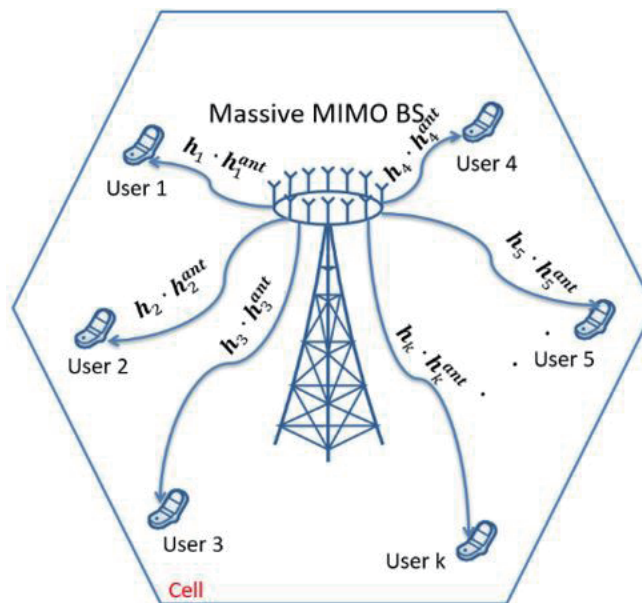 Massive MIMO BS
h₁ · h₁ᵃⁿᵗ
h₄ · h₄ᵃⁿᵗ
User 1
User 4
h₂ · h₂ᵃⁿᵗ
h₃ · h₃ᵃⁿᵗ
h₅ · h₅ᵃⁿᵗ
hₖ · hₖᵃⁿᵗ
User 2
User 5
. . .
User 3
User k
Cell